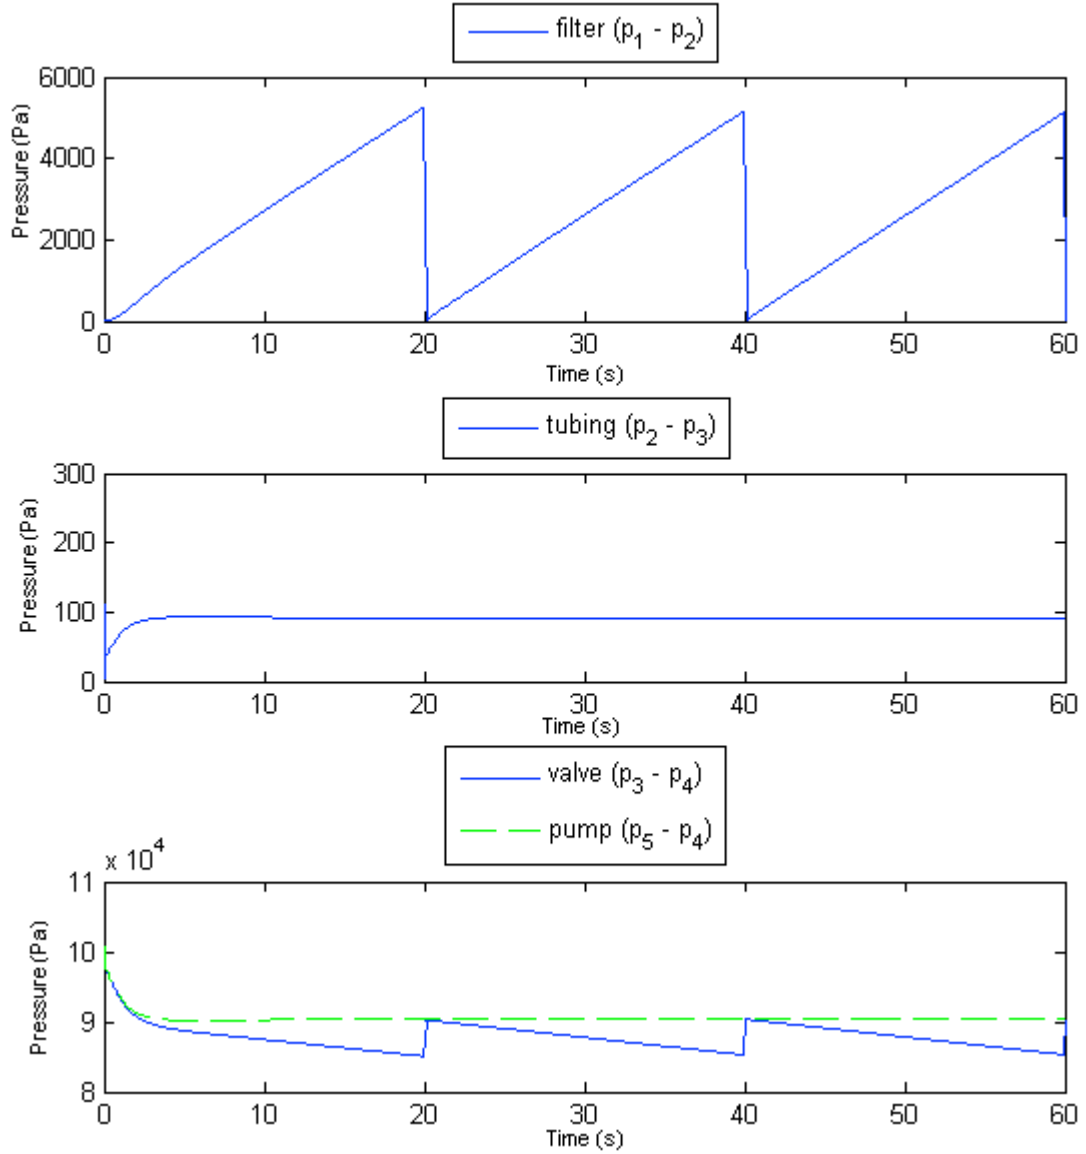 filter (p1 - p2)
6000
4000
2000
0
Pressure (Pa)
0 10 20 30 40 50 60
Time (s)
tubing (p2 - p3)
300
200
100
0
Pressure (Pa)
0 10 20 30 40 50 60
Time (s)
valve (p3 - p4)
pump (p5 - p4)
x 10^4
11
10
9
8
Pressure (Pa)
0 10 20 30 40 50 60
Time (s)